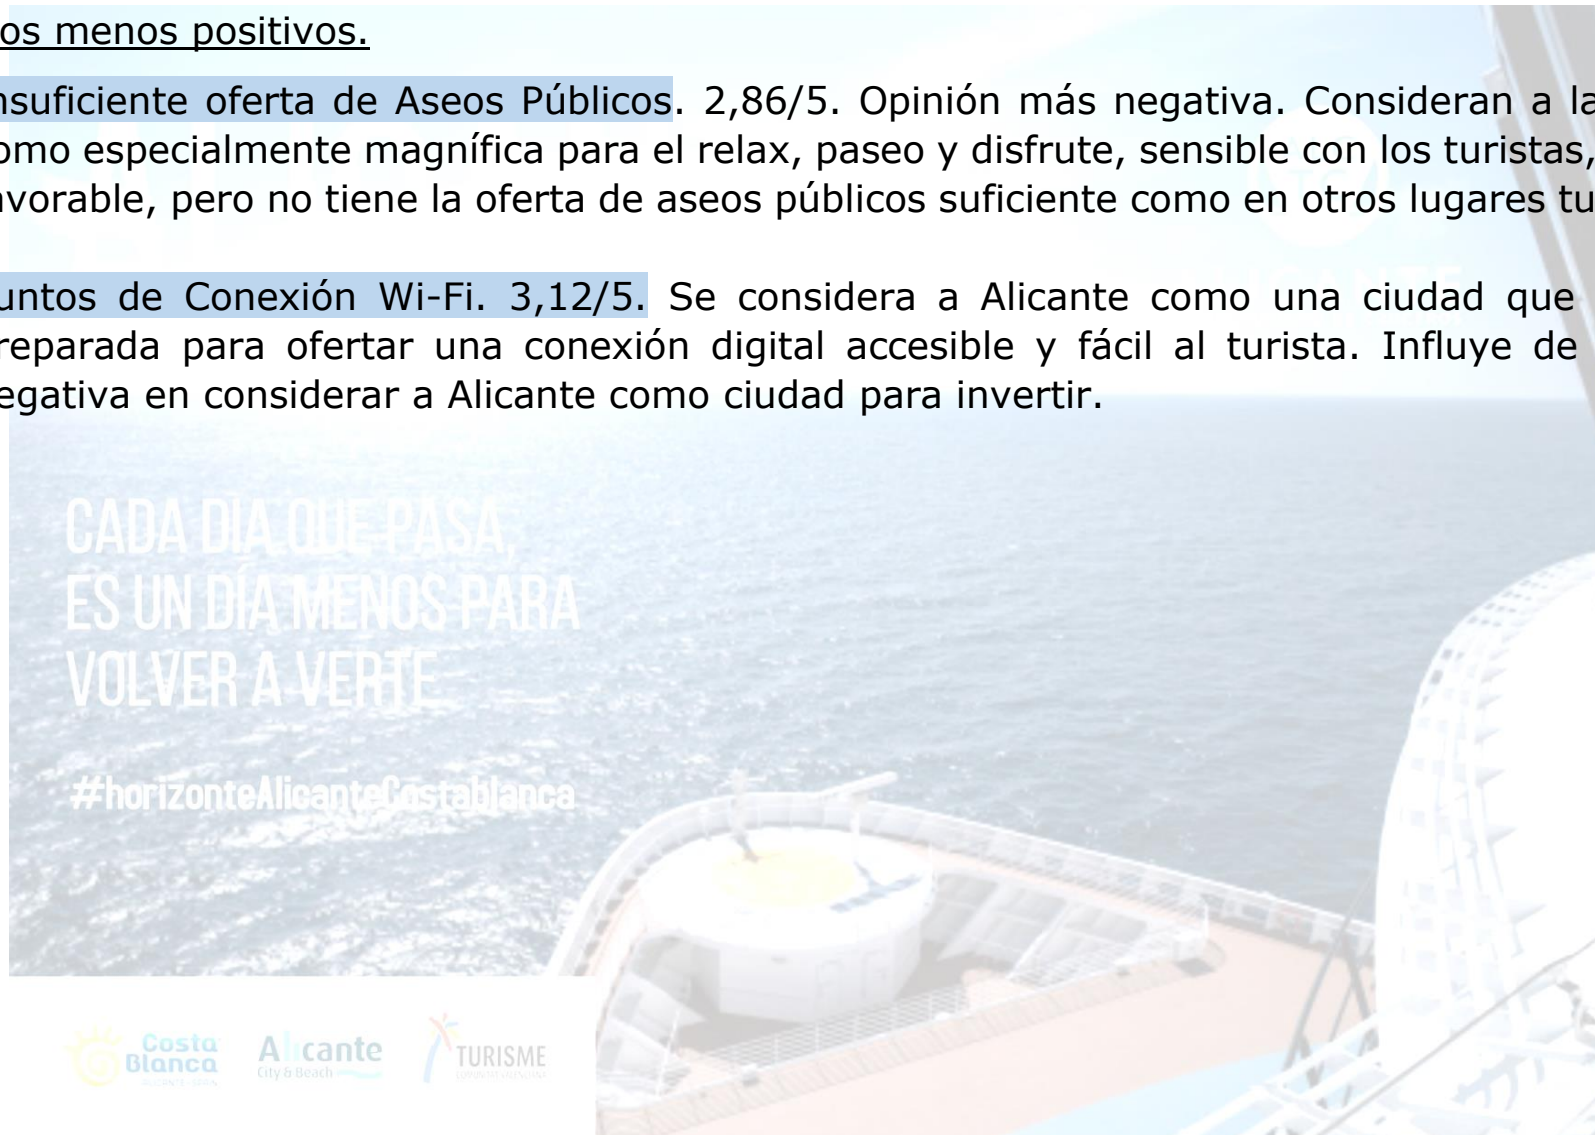 os menos positivos.
nsuficiente oferta de Aseos Públicos. 2,86/5. Opinión más negativa. Consideran a la
omo especialmente magnífica para el relax, paseo y disfrute, sensible con los turistas,
avorable, pero no tiene la oferta de aseos públicos suficiente como en otros lugares tu
untos de Conexión Wi-Fi. 3,12/5. Se considera a Alicante como una ciudad que
reparada para ofertar una conexión digital accesible y fácil al turista. Influye de
egativa en considerar a Alicante como ciudad para invertir.
CADA DÍA QUE PASA,
ES UN DÍA MENOS PARA
VOLVER A VERTE
#horizonteAlicanteCostablanca
Costa
Blanca
Alicante
City & Beach
TURISME
COMUNITAT VALENCIANA